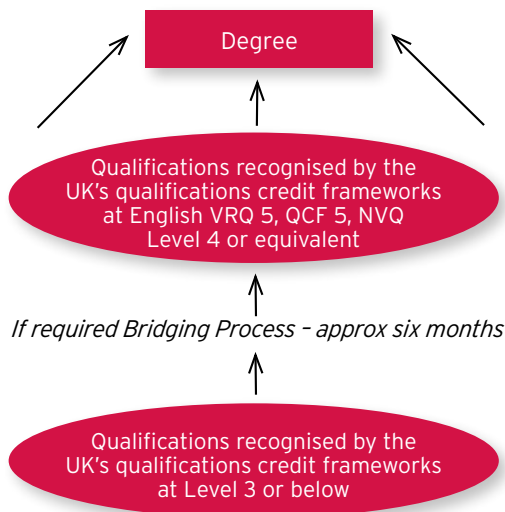 Degree
Qualifications recognised by the
UK's qualifications credit frameworks
at English VRQ 5, QCF 5, NVQ
Level 4 or equivalent
If required Bridging Process – approx six months
Qualifications recognised by the
UK's qualifications credit frameworks
at Level 3 or below